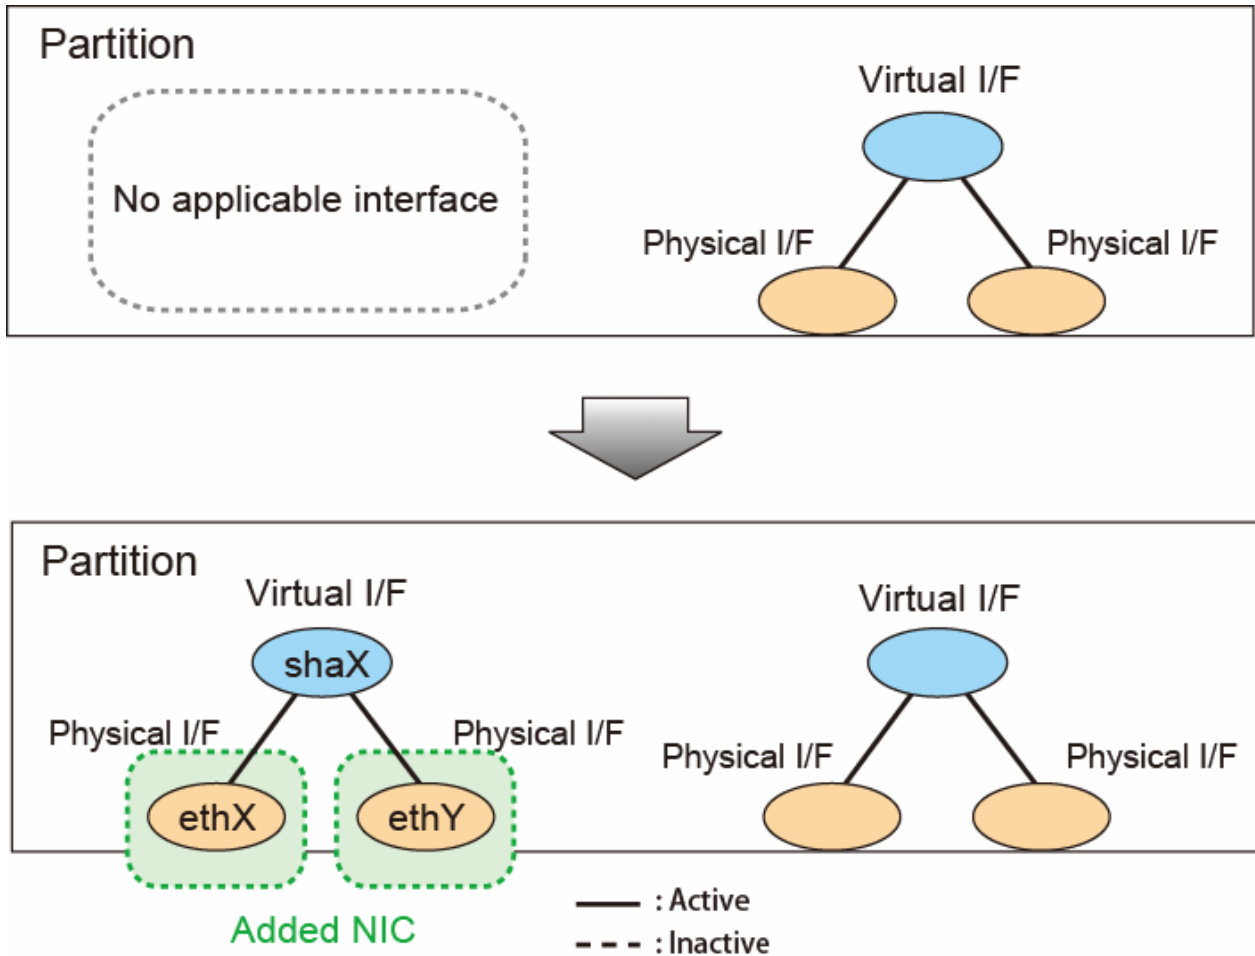 Partition
Virtual I/F
No applicable interface
Physical I/F
Physical I/F
Partition
Virtual I/F
Virtual I/F
shaX
Physical I/F
Physical I/F
Physical I/F
Physical I/F
ethX
ethY
Added NIC
: Active
: Inactive